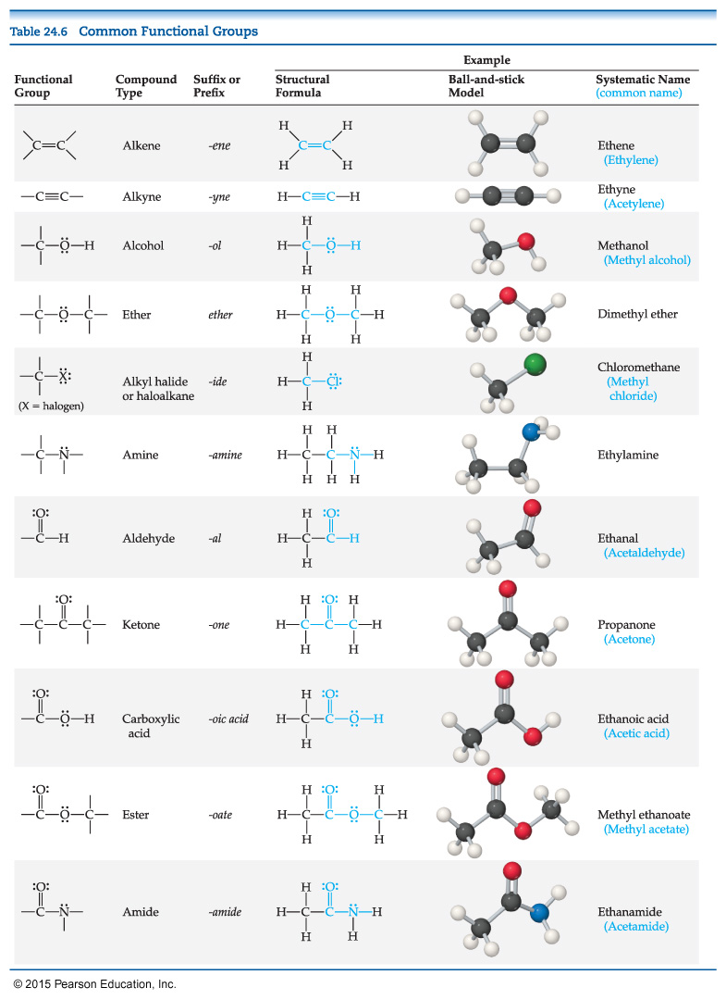 Table 24.6 Common Functional Groups
Example
Functional Compound Suffix or Structural Ball-and-stick Systematic Name
Group Type Prefix Formula Model (common name)
H H
C=C Alkene -ene C=C Ethene
(Ethylene)
H H
—C≡C— Alkyne -yne H—C≡C—H Ethyne
(Acetylene)
H
—C—Ö—H Alcohol -ol H—C—Ö—H Methanol
(Methyl alcohol)
H
H H
—C—Ö—C— Ether ether H—C—Ö—C—H Dimethyl ether
H H
H
—C—Ẍ: Alkyl halide -ide H—C—Cl: Chloromethane
or haloalkane (Methyl
(X = halogen) H chloride)
H H
—C—N̈— Amine -amine H—C—C—N̈—H Ethylamine
H H H
:O: H :O:
—C—H Aldehyde -al H—C—C—H Ethanal
(Acetaldehyde)
H
:O: H :O: H
—C—C—C— Ketone -one H—C—C—C—H Propanone
(Acetone)
H H
:O: H :O:
—C—Ö—H Carboxylic -oic acid H—C—C—Ö—H Ethanoic acid
acid (Acetic acid)
H
:O: H :O: H
—C—Ö—C— Ester -oate H—C—C—Ö—C—H Methyl ethanoate
(Methyl acetate)
H H
:O: H :O:
—C—N̈— Amide -amide H—C—C—N̈—H Ethanamide
(Acetamide)
H H
© 2015 Pearson Education, Inc.